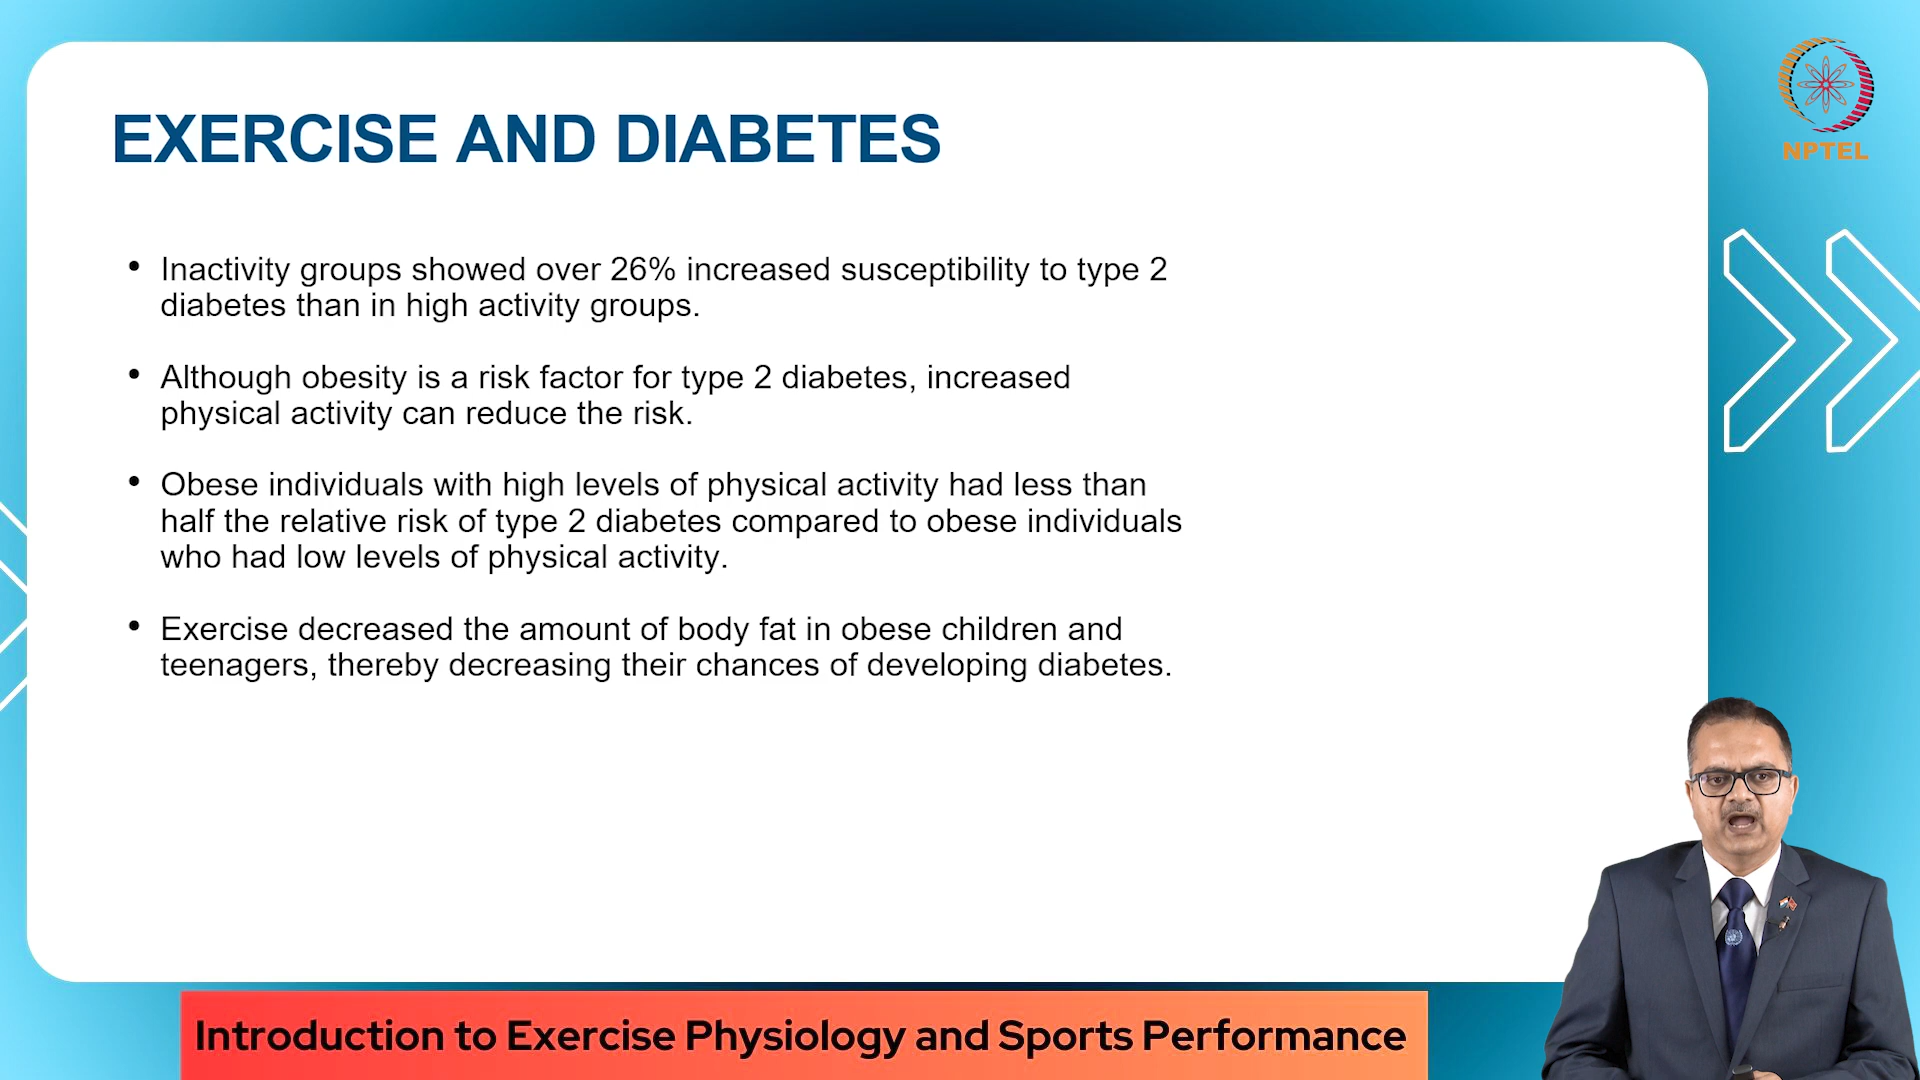 EXERCISE AND DIABETES
NPTEL
• Inactivity groups showed over 26% increased susceptibility to type 2
diabetes than in high activity groups.
• Although obesity is a risk factor for type 2 diabetes, increased
physical activity can reduce the risk.
• Obese individuals with high levels of physical activity had less than
half the relative risk of type 2 diabetes compared to obese individuals
who had low levels of physical activity.
• Exercise decreased the amount of body fat in obese children and
teenagers, thereby decreasing their chances of developing diabetes.
Introduction to Exercise Physiology and Sports Performance